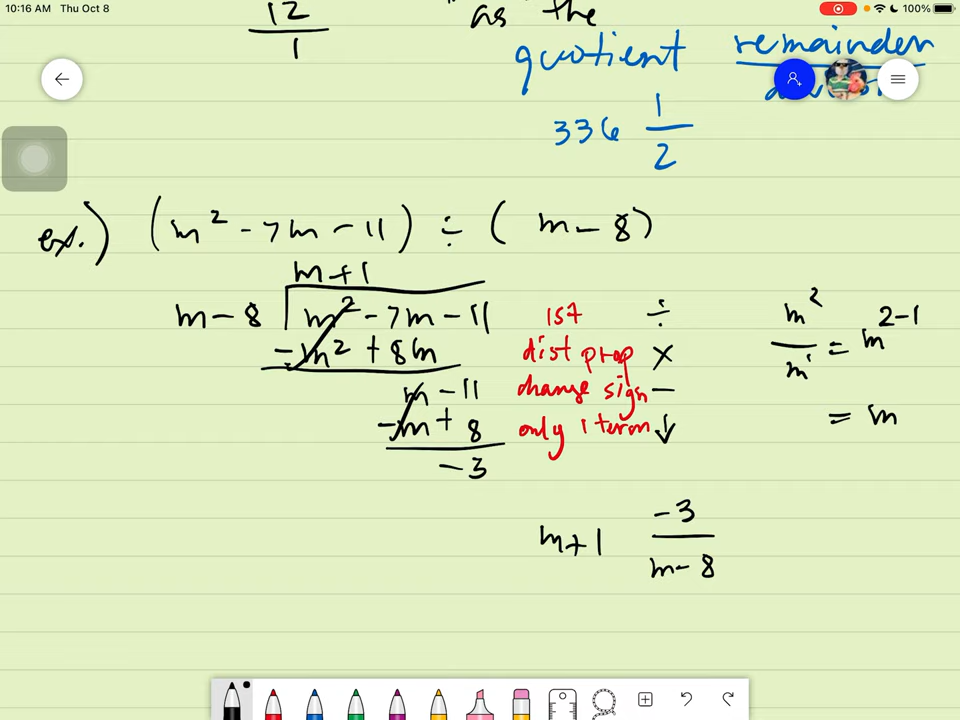 10:16 AM Thu Oct 8 100%
12/1
as the
quotient remainder
336 1/2
ex.) (m² - 7m - 11) ÷ ( m - 8)
m+1
m - 8 m² - 7m - 11 1st ÷ m²/m¹ = m²⁻¹
- m² + 8m dist prop ×
m - 11 change sign −
-m + 8 only 1 term ↓ = m
-3
m+1 -3/m-8